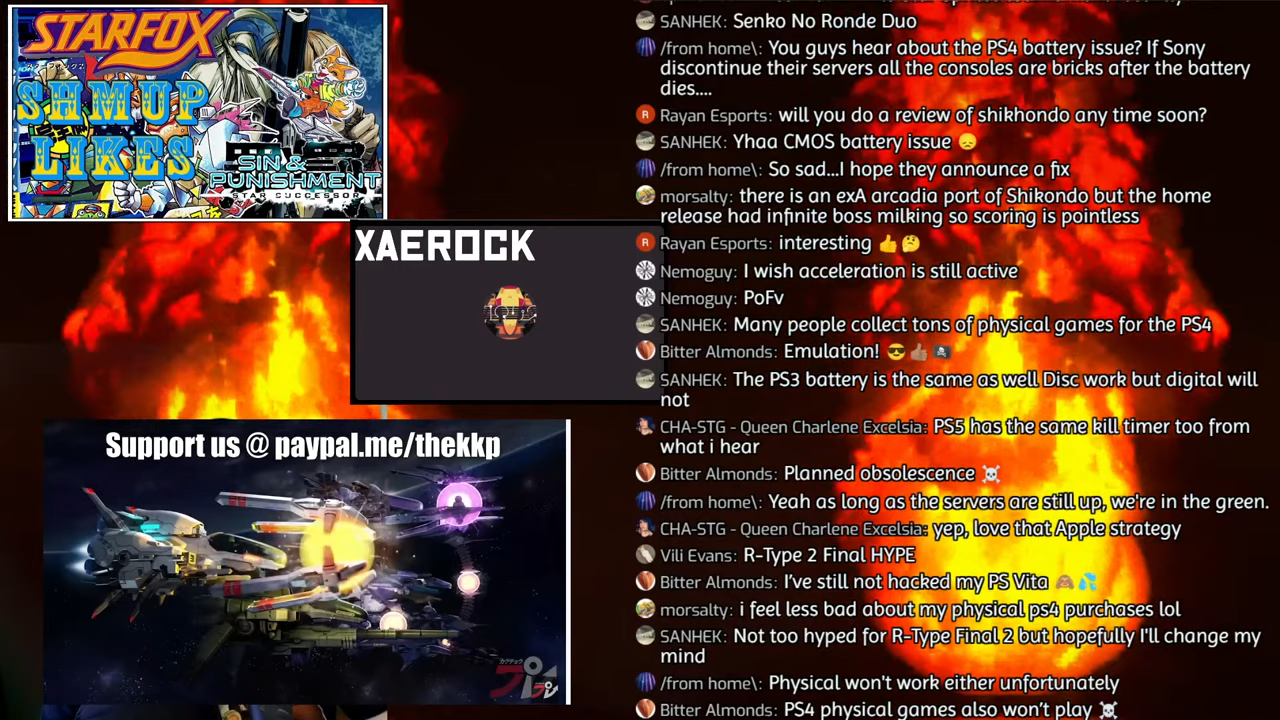 STARFOX
SHMUP
LIKES
SIN &
PUNISHMENT
STAR SUCCESSOR
XAEROCK
Support us @ paypal.me/thekkp
カクチョウ
プレ
SANHEK: Senko No Ronde Duo
/from home\: You guys hear about the PS4 battery issue? If Sony
discontinue their servers all the consoles are bricks after the battery
dies....
Rayan Esports: will you do a review of shikhondo any time soon?
SANHEK: Yhaa CMOS battery issue 😞
/from home\: So sad...I hope they announce a fix
morsalty: there is an exA arcadia port of Shikondo but the home
release had infinite boss milking so scoring is pointless
Rayan Esports: interesting 👍🤔
Nemoguy: I wish acceleration is still active
Nemoguy: PoFv
SANHEK: Many people collect tons of physical games for the PS4
Bitter Almonds: Emulation! 😎👍🏽🏴‍☠️
SANHEK: The PS3 battery is the same as well Disc work but digital will
not
CHA-STG - Queen Charlene Excelsia: PS5 has the same kill timer too from
what i hear
Bitter Almonds: Planned obsolescence ☠️
/from home\: Yeah as long as the servers are still up, we're in the green.
CHA-STG - Queen Charlene Excelsia: yep, love that Apple strategy
Vili Evans: R-Type 2 Final HYPE
Bitter Almonds: I've still not hacked my PS Vita 🙈💦
morsalty: i feel less bad about my physical ps4 purchases lol
SANHEK: Not too hyped for R-Type Final 2 but hopefully I'll change my
mind
/from home\: Physical won't work either unfortunately
Bitter Almonds: PS4 physical games also won't play ☠️